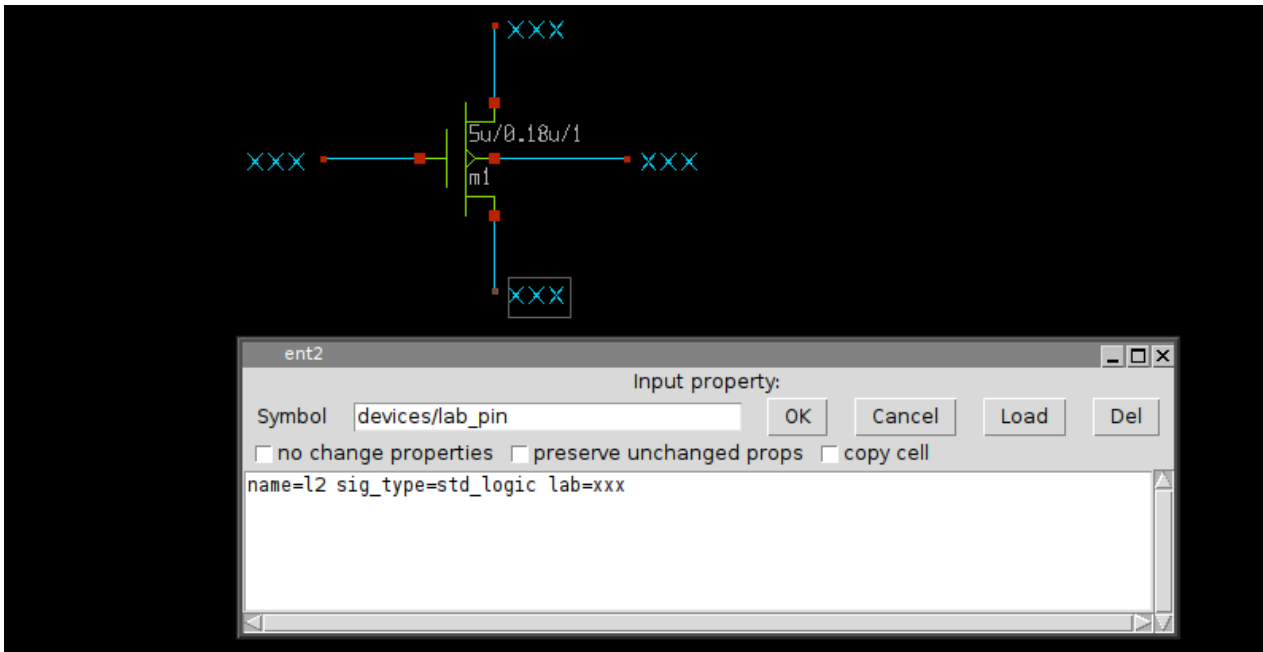 xxx
5u/0.18u/1
xxx xxx
m1
xxx
ent2
Input property:
Symbol devices/lab_pin OK Cancel Load Del
no change properties preserve unchanged props copy cell
name=l2 sig_type=std_logic lab=xxx